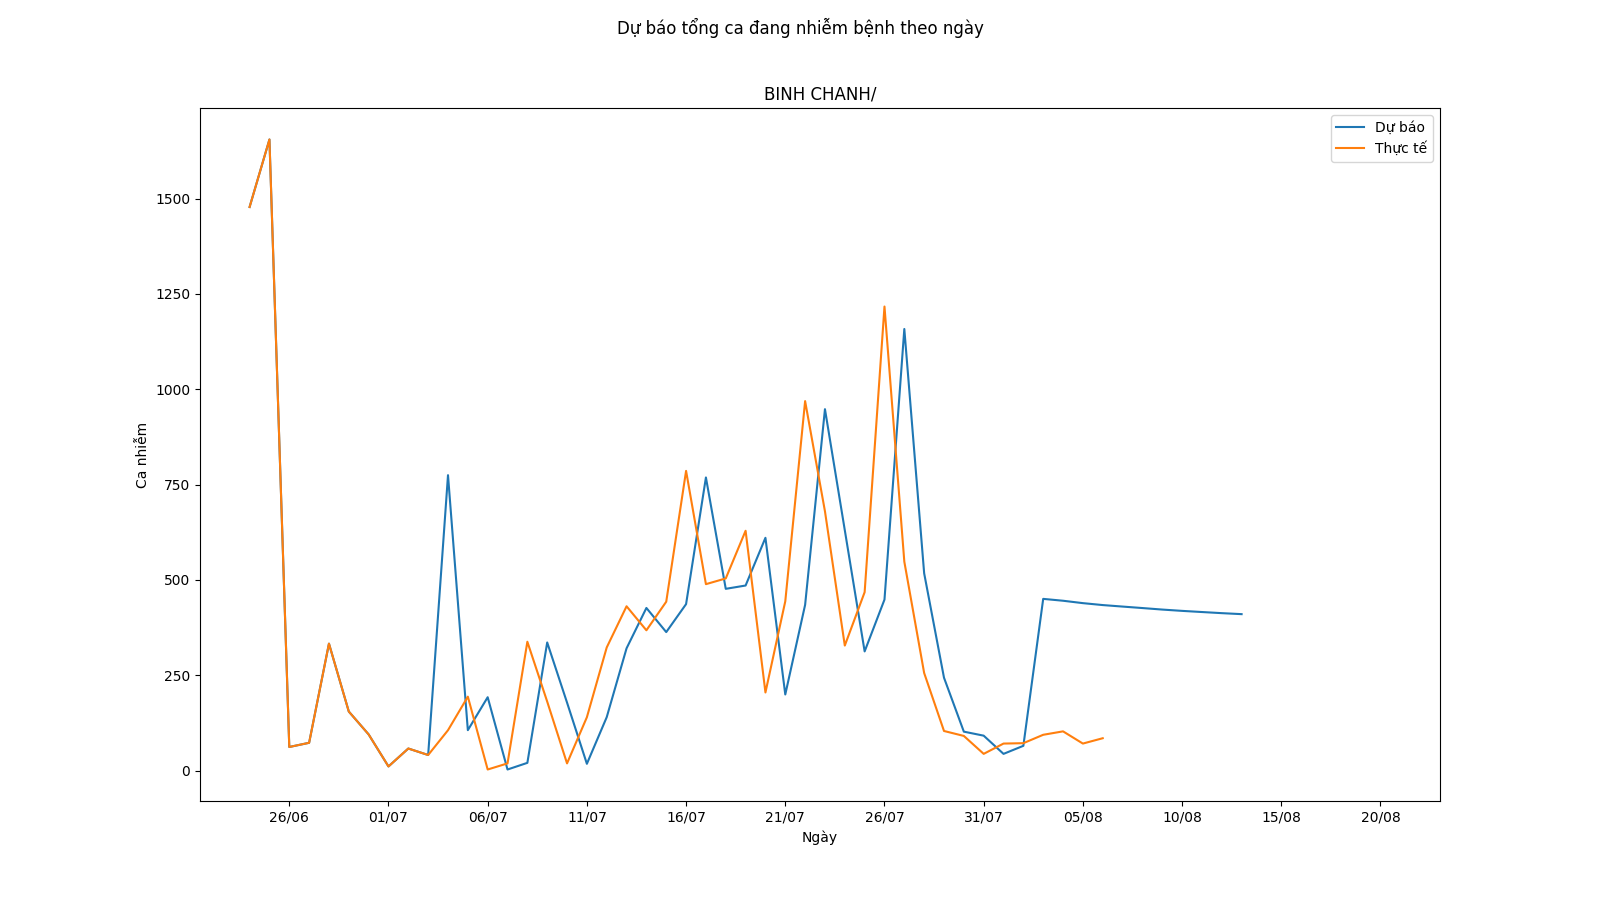 Dự báo tổng ca đang nhiễm bệnh theo ngày
BINH CHANH/
Dự báo
Thực tế
1500
1250
1000
750
500
250
0
Ca nhiễm
26/06 01/07 06/07 11/07 16/07 21/07 26/07 31/07 05/08 10/08 15/08 20/08
Ngày